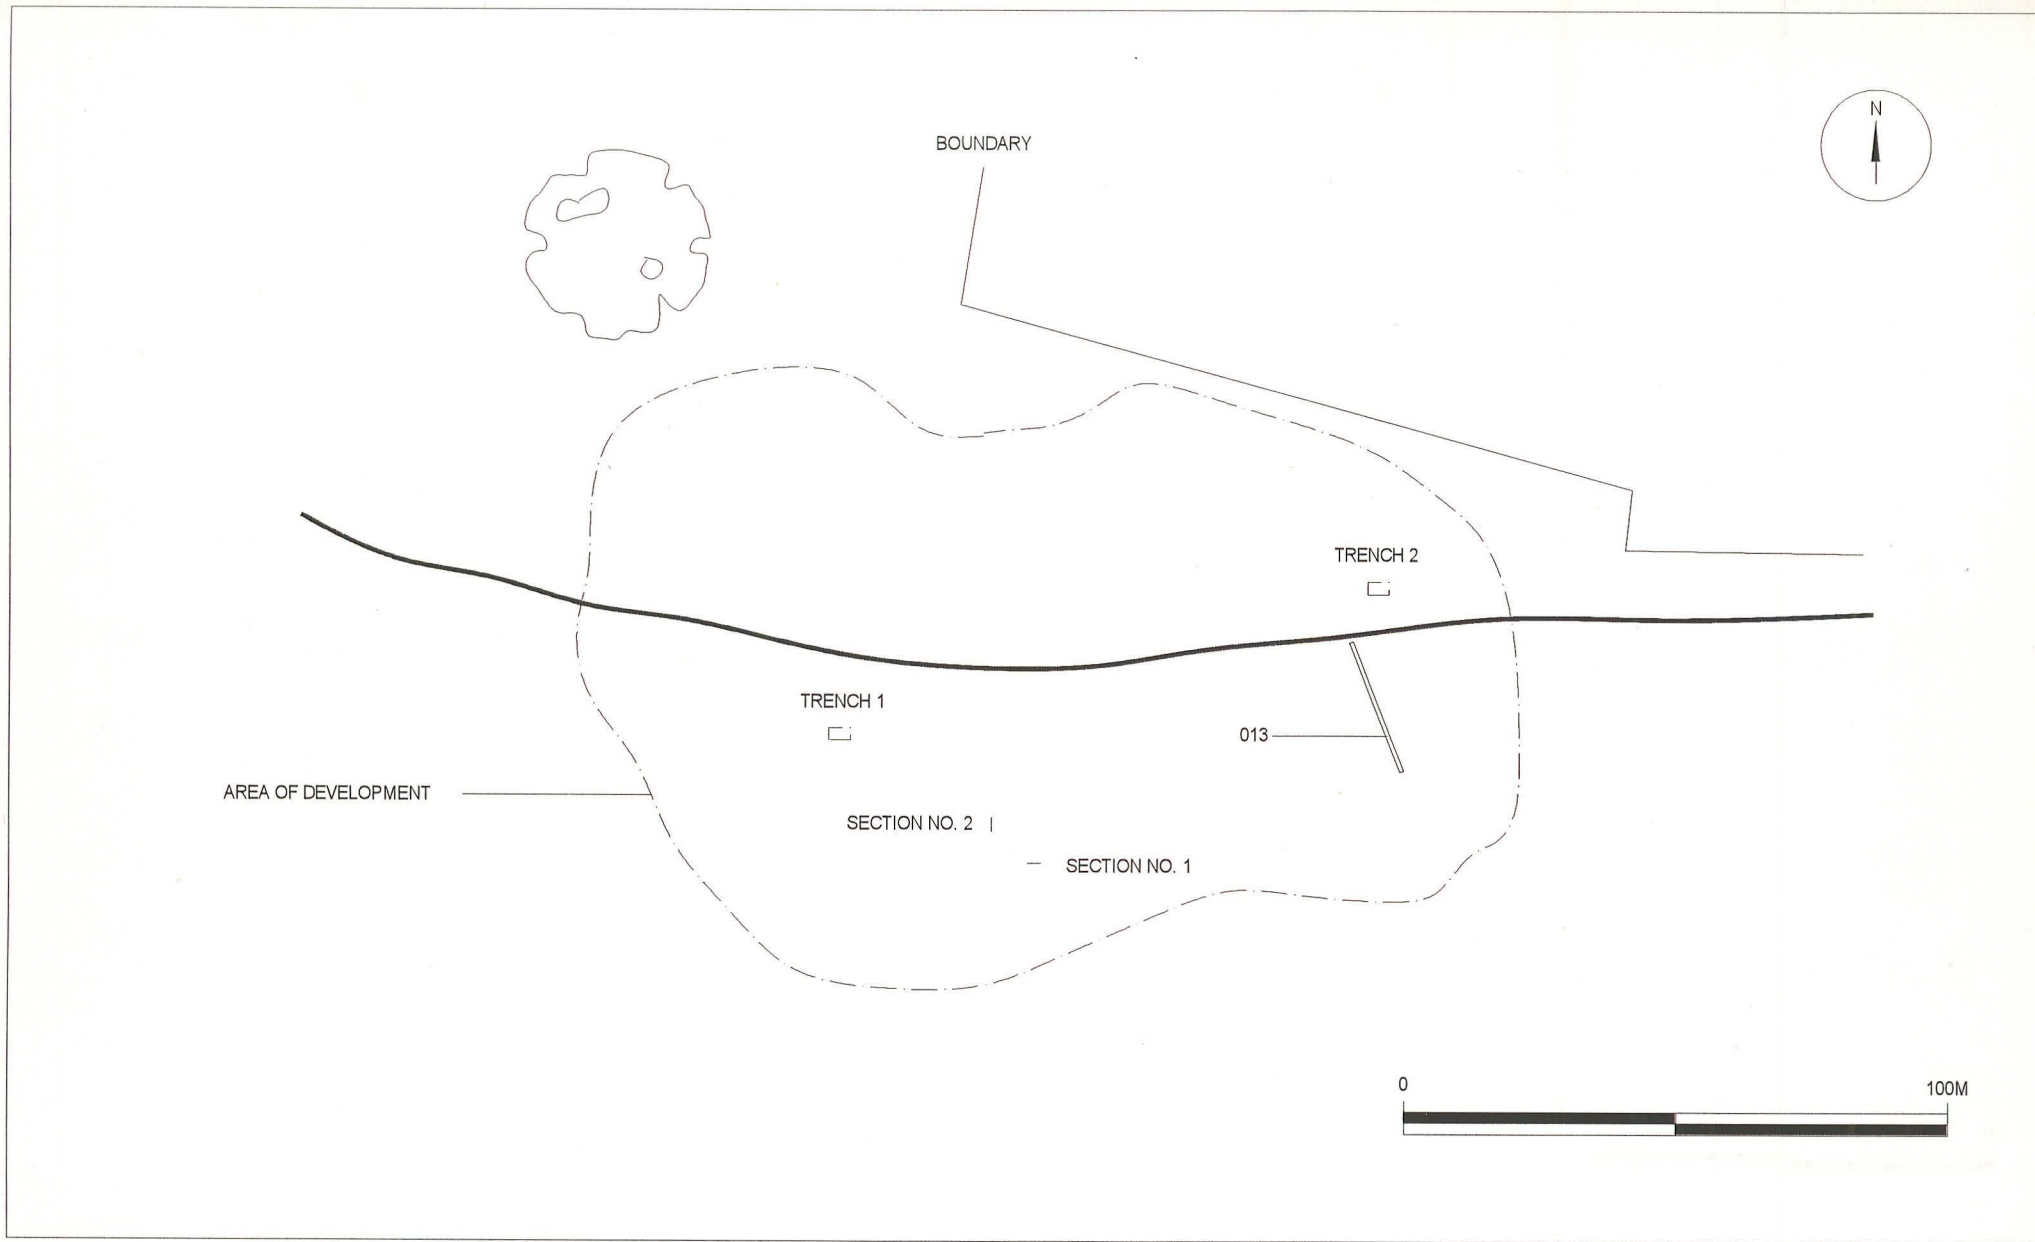 BOUNDARY
N
TRENCH 2
TRENCH 1
013
AREA OF DEVELOPMENT
SECTION NO. 2
SECTION NO. 1
0 100M